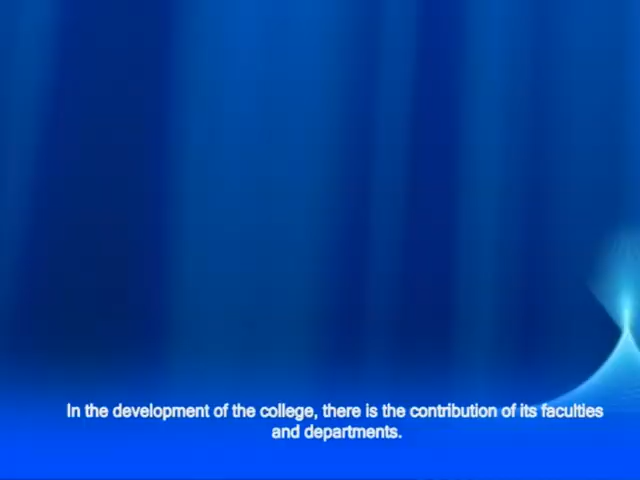 In the development of the college, there is the contribution of its faculties
and departments.